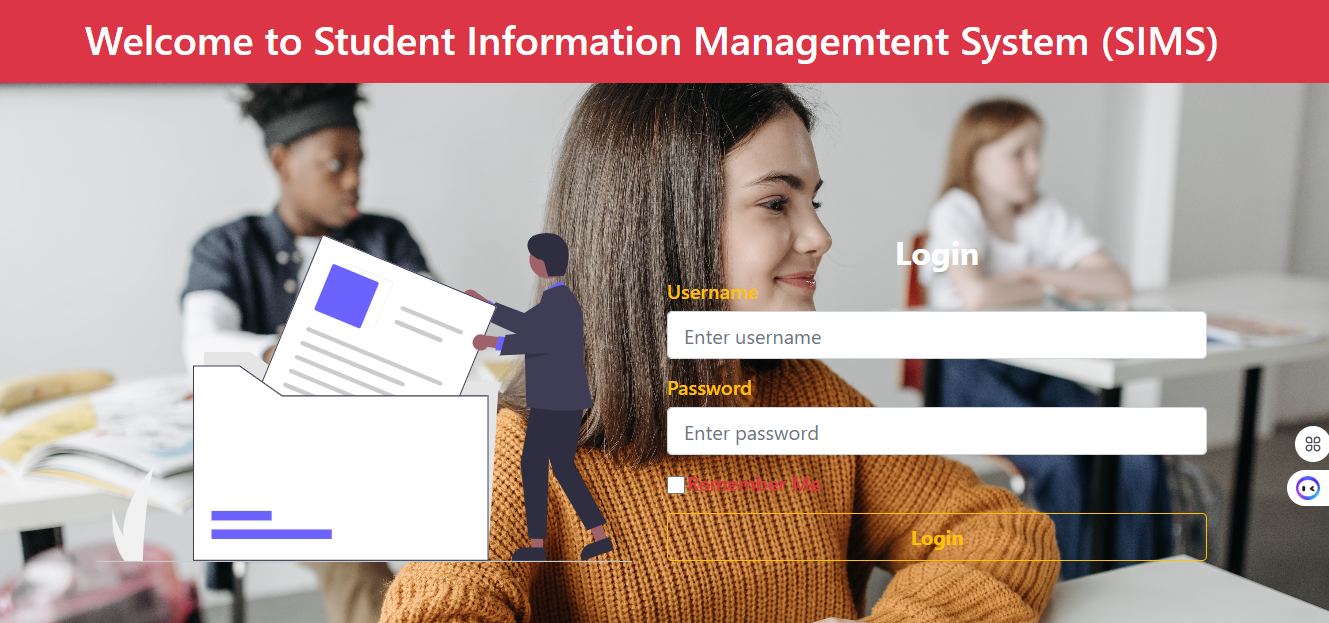 Welcome to Student Information Managemtent System (SIMS)
Login
Username
Enter username
Password
Enter password
Remember Me
Login